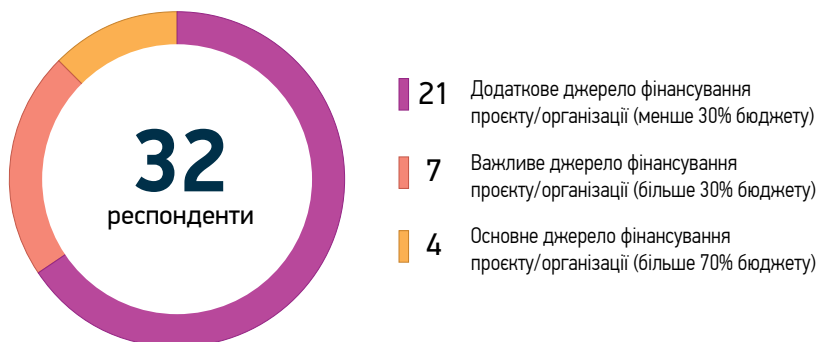 32
респонденти
21 Додаткове джерело фінансування
проєкту/організації (менше 30% бюджету)
7 Важливе джерело фінансування
проєкту/організації (більше 30% бюджету)
4 Основне джерело фінансування
проєкту/організації (більше 70% бюджету)